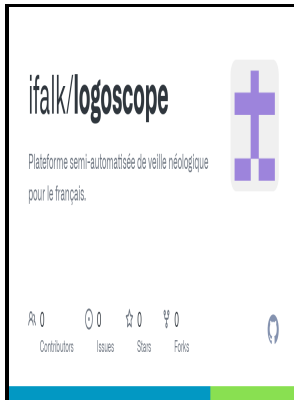 ifalk/logoscope
Plateforme semi-automatisée de veille néologique
pour le français.
0 0 0 0
Contributors Issues Stars Forks